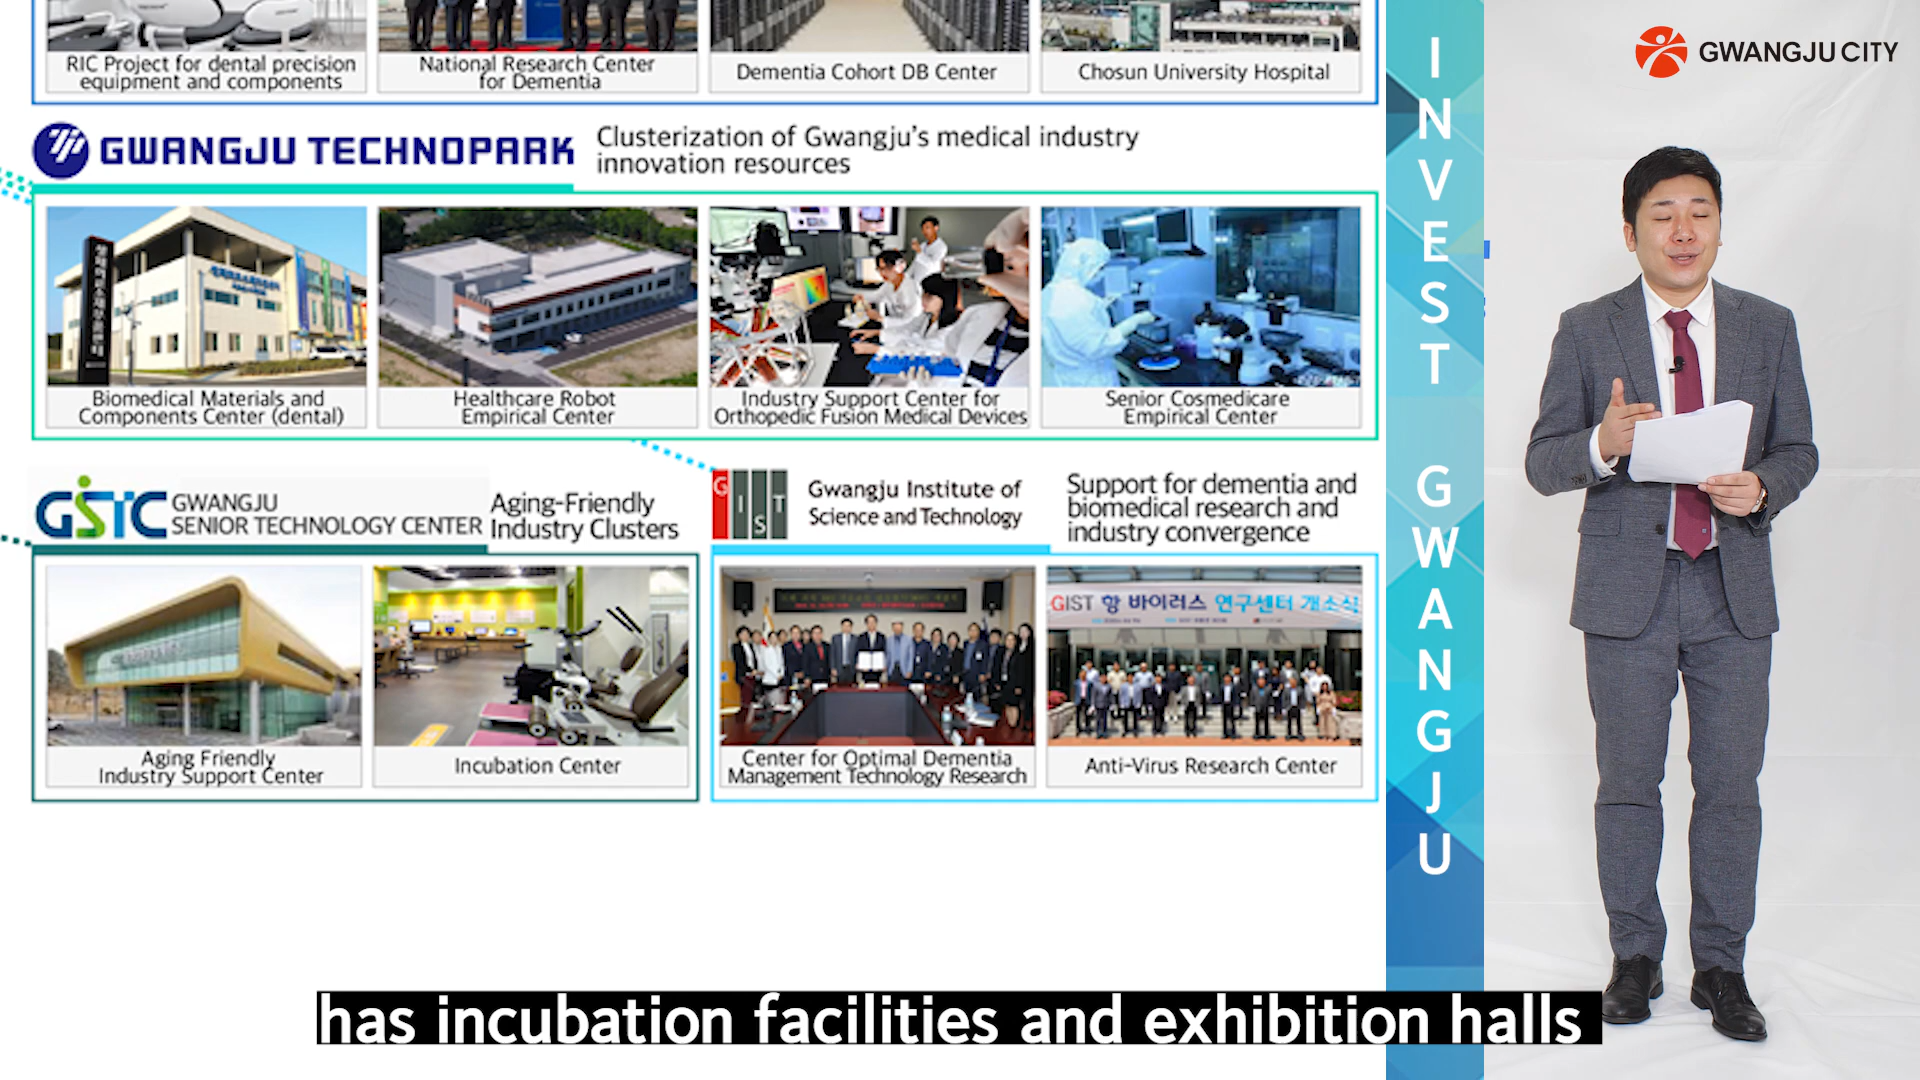 RIC Project for dental precision
equipment and components
National Research Center
for Dementia
Dementia Cohort DB Center
Chosun University Hospital
GWANGJU TECHNOPARK
Clusterization of Gwangju's medical industry
innovation resources
Biomedical Materials and
Components Center (dental)
Healthcare Robot
Empirical Center
Industry Support Center for
Orthopedic Fusion Medical Devices
Senior Cosmedicare
Empirical Center
GSTC
GWANGJU
SENIOR TECHNOLOGY CENTER
Aging-Friendly
Industry Clusters
GIST
Gwangju Institute of
Science and Technology
Support for dementia and
biomedical research and
industry convergence
GIST 항 바이러스 연구센터 개소식
Aging Friendly
Industry Support Center
Incubation Center
Center for Optimal Dementia
Management Technology Research
Anti-Virus Research Center
INVEST GWANGJU
GWANGJU CITY
has incubation facilities and exhibition halls